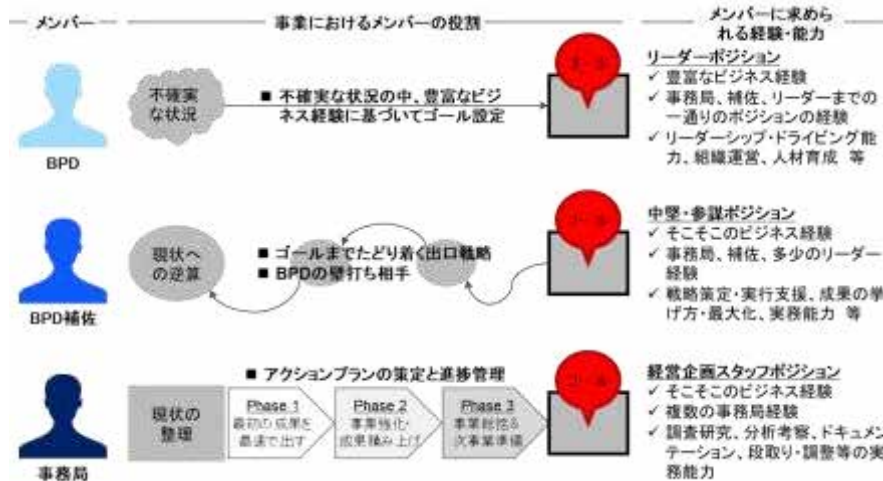 メンバー
事業におけるメンバーの役割
メンバーに求めら
れる経験・能力
BPD
不確実
な状況
■ 不確実な状況の中、豊富なビジ
ネス経験に基づいてゴール設定
ゴール
リーダーポジション
✓ 豊富なビジネス経験
✓ 事務局、補佐、リーダーまでの
一通りのポジションの経験
✓ リーダーシップ・ドライビング能
力、組織運営、人材育成 等
BPD補佐
現状へ
の逆算
■ ゴールまでたどり着く出口戦略
■ BPDの壁打ち相手
ゴール
中堅・参謀ポジション
✓ そこそこのビジネス経験
✓ 事務局、補佐、多少のリーダー
経験
✓ 戦略策定・実行支援、成果の挙
げ方・最大化、実務能力 等
事務局
現状の
整理
■ アクションプランの策定と進捗管理
Phase 1
最初の成果を
最速で出す
Phase 2
事業強化・
成果積み上げ
Phase 3
事業総括&
次事業準備
ゴール
経営企画スタッフポジション
✓ そこそこのビジネス経験
✓ 複数の事務局経験
✓ 調査研究、分析考察、ドキュメン
テーション、段取り・調整等の実
務能力